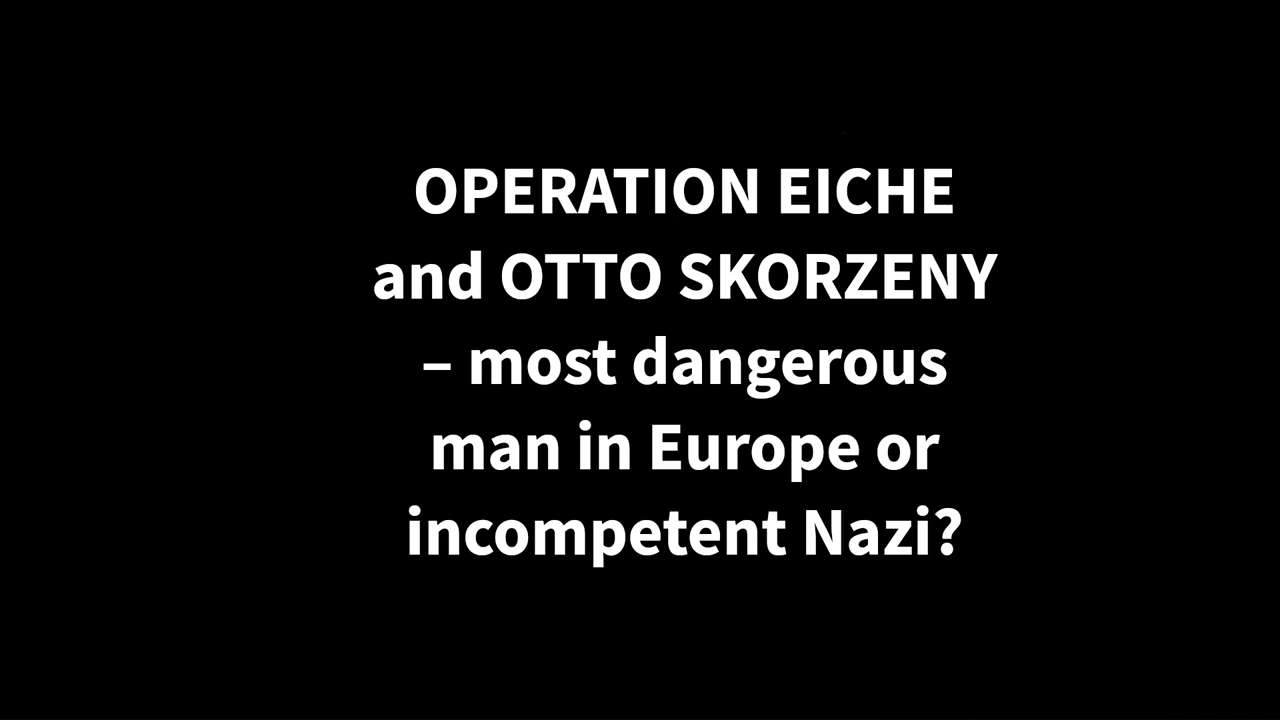 OPERATION EICHE
and OTTO SKORZENY
– most dangerous
man in Europe or
incompetent Nazi?